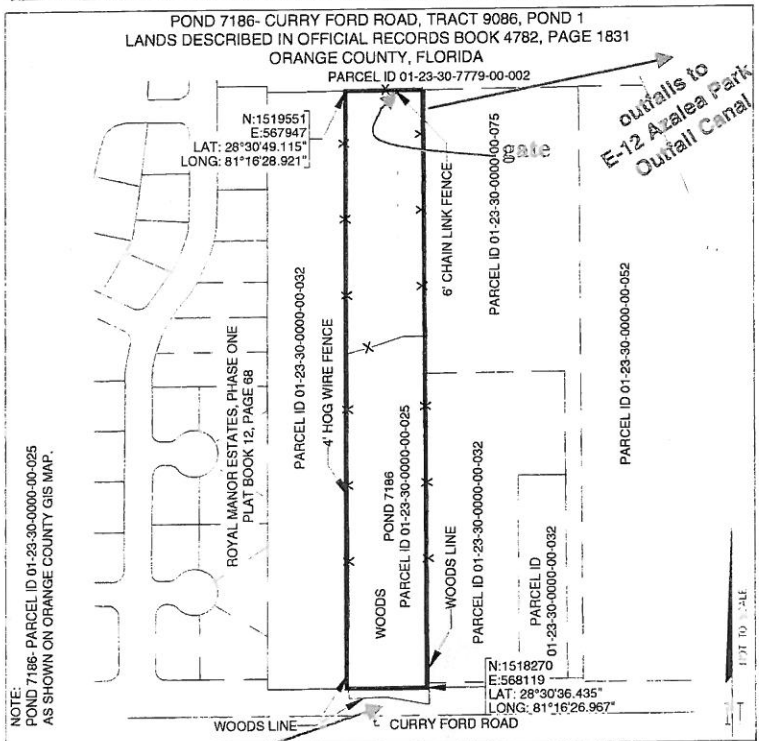 POND 7186- CURRY FORD ROAD, TRACT 9086, POND 1
LANDS DESCRIBED IN OFFICIAL RECORDS BOOK 4782, PAGE 1831
ORANGE COUNTY, FLORIDA
PARCEL ID 01-23-30-7779-00-002
outfalls to
E-12 Azalea Park
Outfall Canal
N:1519551
E:567947
LAT: 28°30'49.115"
LONG: 81°16'28.921"
gate
6' CHAIN LINK FENCE
PARCEL ID 01-23-30-0000-00-075
PARCEL ID 01-23-30-0000-00-032
PARCEL ID 01-23-30-0000-00-052
ROYAL MANOR ESTATES, PHASE ONE
PLAT BOOK 12, PAGE 68
4' HOG WIRE FENCE
WOODS
POND 7186
PARCEL ID 01-23-30-0000-00-025
WOODS LINE
PARCEL ID 01-23-30-0000-00-032
PARCEL ID
01-23-30-0000-00-032
NOTE:
POND 7186- PARCEL ID 01-23-30-0000-00-025
AS SHOWN ON ORANGE COUNTY GIS MAP.
N:1518270
E:568119
LAT: 28°30'36.435"
LONG: 81°16'26.967"
NOT TO SCALE
WOODS LINE
CURRY FORD ROAD